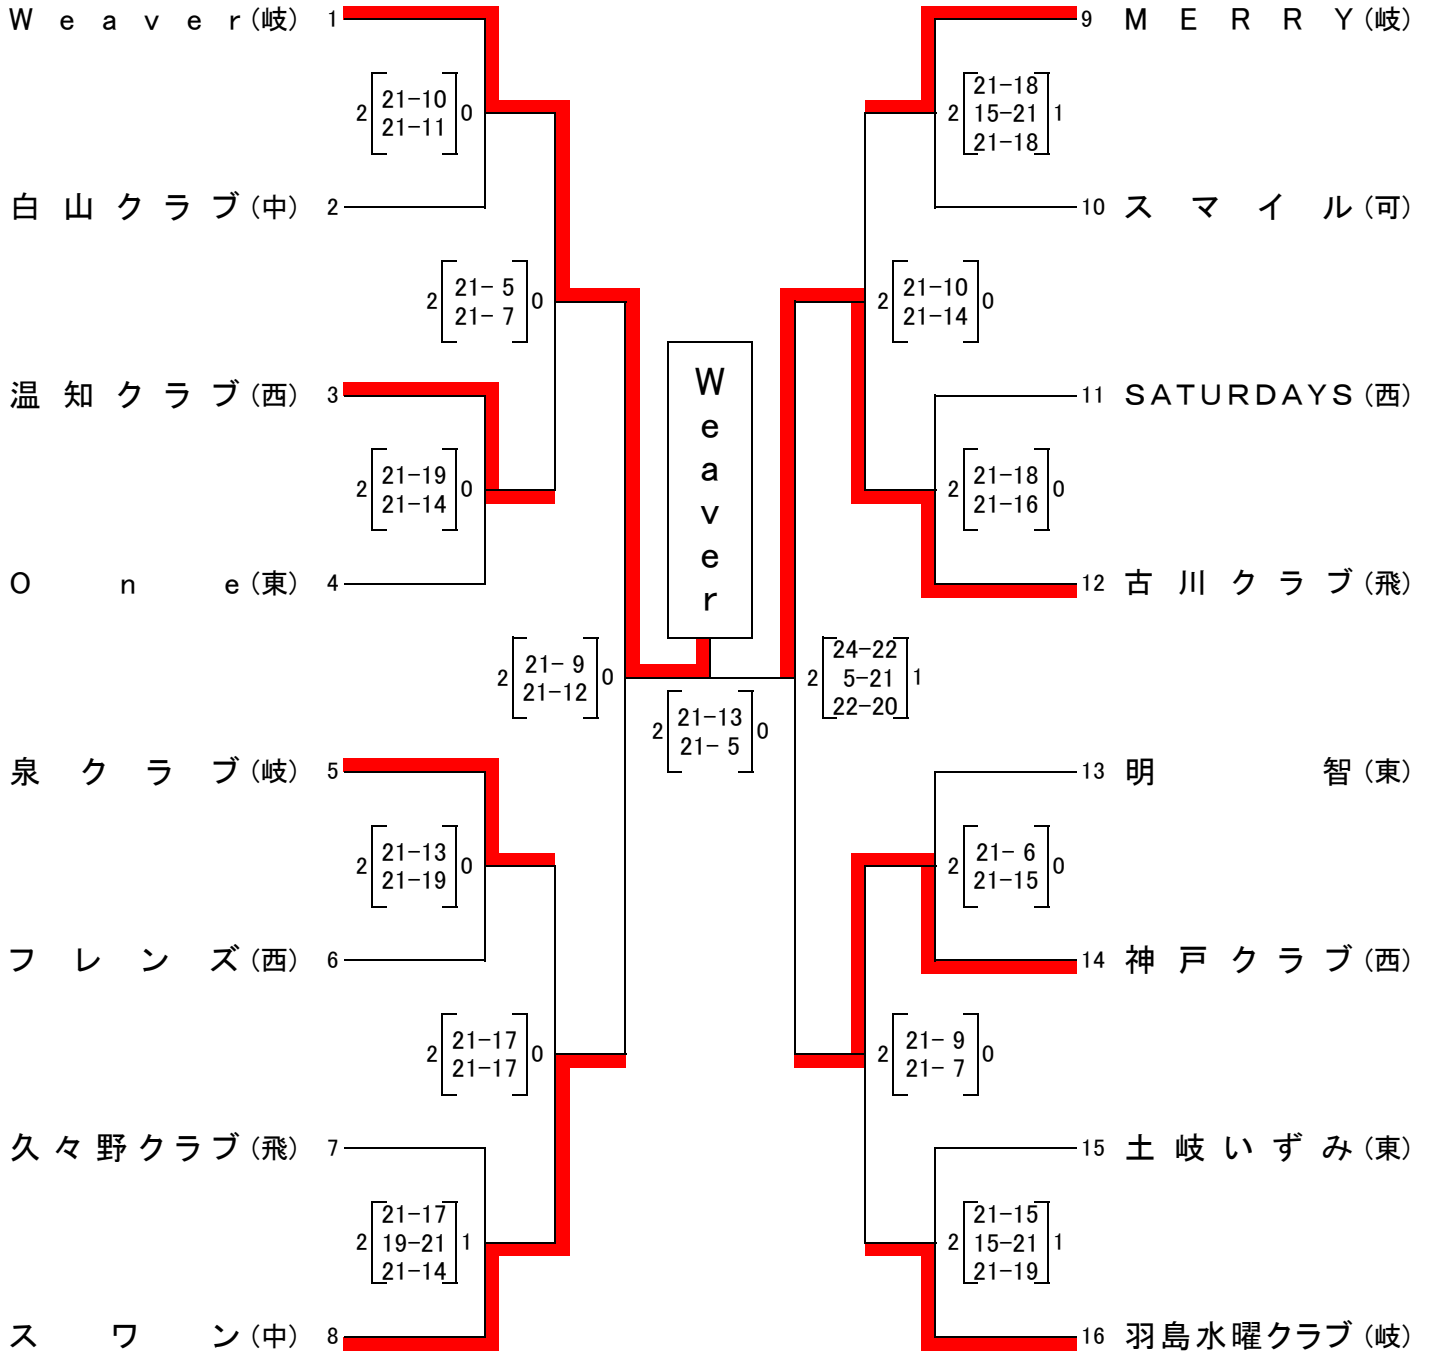 Weaver(岐) 1
2 21-10 0
21-11
白山クラブ(中) 2
2 21- 5 0
21- 7
温知クラブ(西) 3
2 21-19 0
21-14
One(東) 4
2 21- 9 0
21-12
泉クラブ(岐) 5
2 21-13 0
21-19
フレンズ(西) 6
2 21-17 0
21-17
久々野クラブ(飛) 7
21-17
2 19-21 1
21-14
スワン(中) 8
Weaver
2 21-13 0
21- 5
9 MERRY(岐)
21-18
2 15-21 1
21-18
10 スマイル(可)
2 21-10 0
21-14
11 SATURDAYS(西)
2 21-18 0
21-16
12 古川クラブ(飛)
24-22
2 5-21 1
22-20
13 明智(東)
2 21- 6 0
21-15
14 神戸クラブ(西)
2 21- 9 0
21- 7
15 土岐いずみ(東)
21-15
2 15-21 1
21-19
16 羽島水曜クラブ(岐)